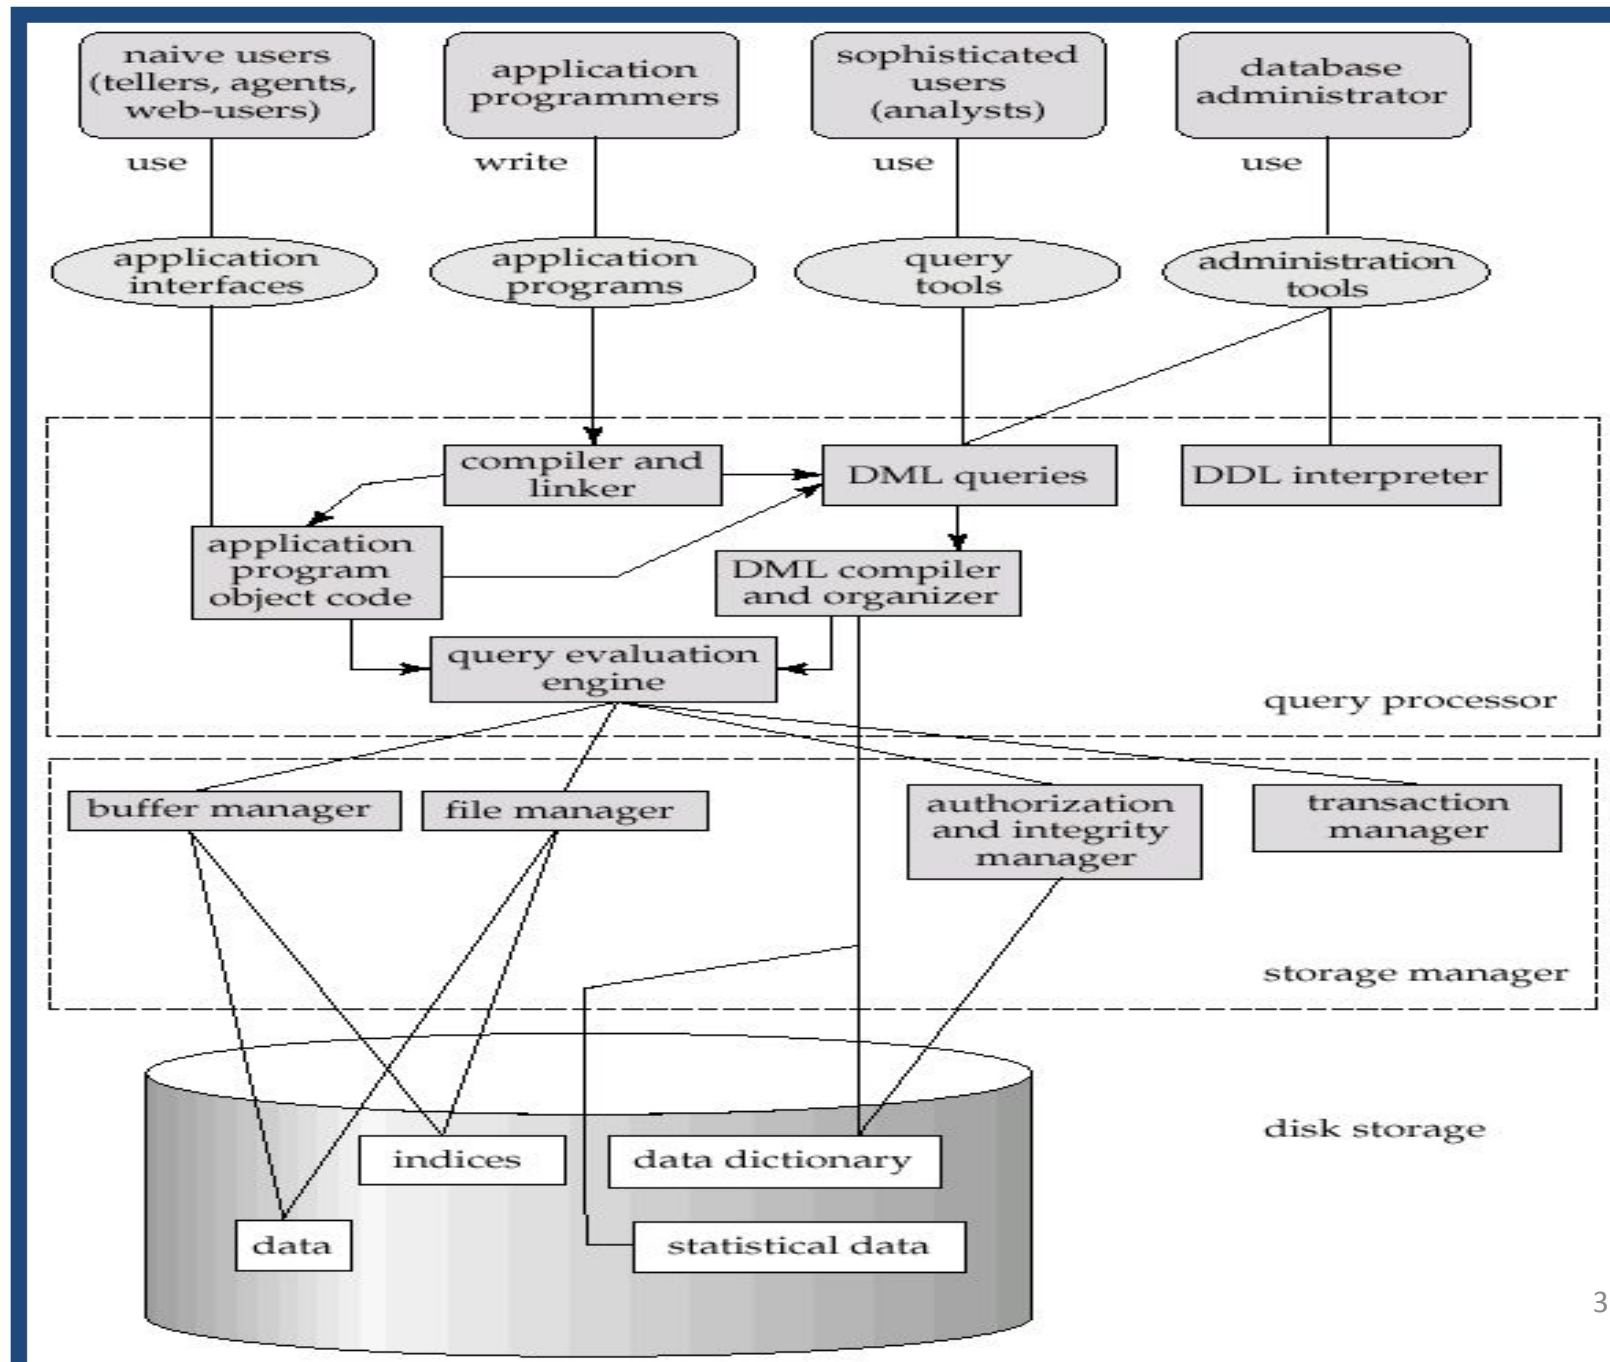 naive users
(tellers, agents,
web-users)
application
programmers
sophisticated
users
(analysts)
database
administrator
use
write
use
use
application
interfaces
application
programs
query
tools
administration
tools
compiler and
linker
DML queries
DDL interpreter
application
program
object code
DML compiler
and organizer
query evaluation
engine
query processor
buffer manager
file manager
authorization
and integrity
manager
transaction
manager
storage manager
disk storage
indices
data dictionary
data
statistical data
3